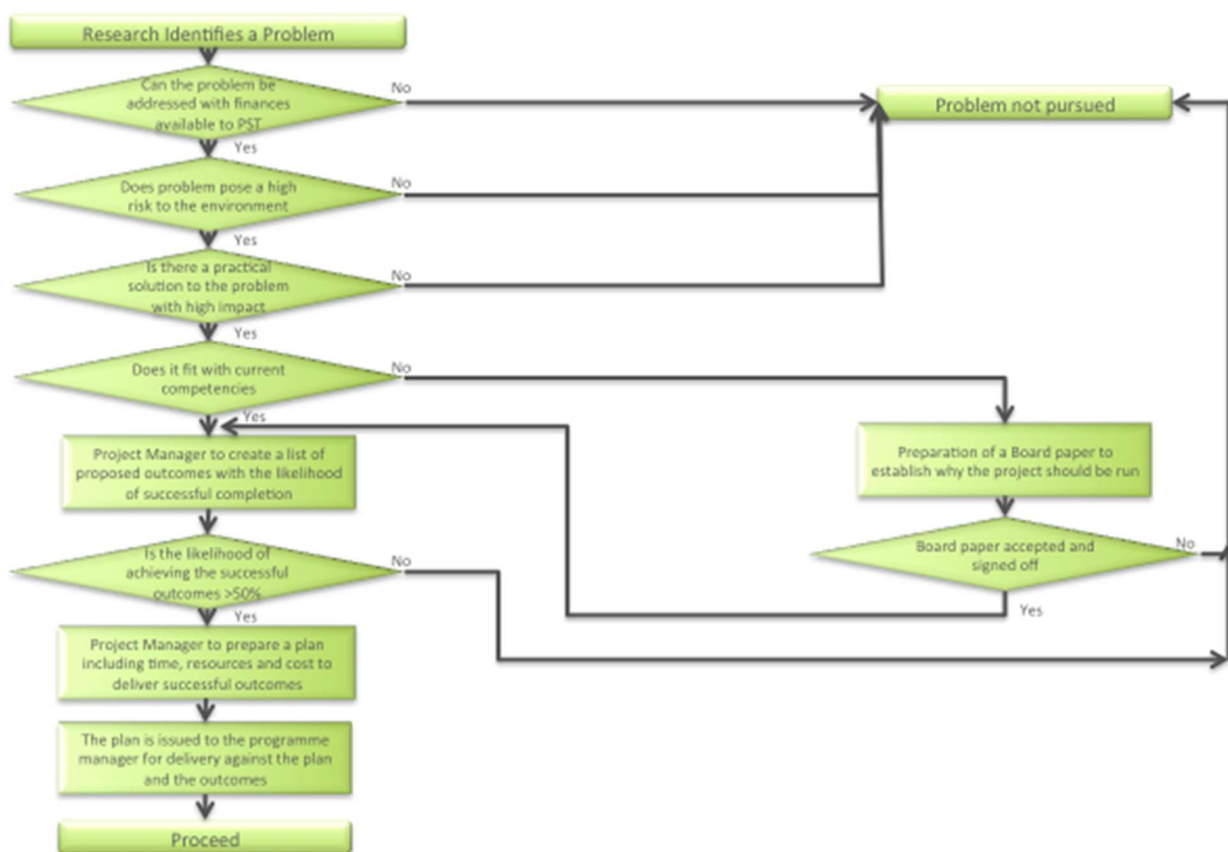 Research Identifies a Problem
Can the problem be
addressed with finances
available to PST
No
Problem not pursued
Yes
Does problem pose a high
risk to the environment
No
Yes
Is there a practical
solution to the problem
with high impact
No
Yes
Does it fit with current
competencies
No
Yes
Project Manager to create a list of
proposed outcomes with the likelihood
of successful completion
Preparation of a Board paper to
establish why the project should be run
Board paper accepted and
signed off
No
Yes
Is the likelihood of
achieving the successful
outcomes >50%
No
Yes
Project Manager to prepare a plan
including time, resources and cost to
deliver successful outcomes
The plan is issued to the programme
manager for delivery against the plan
and the outcomes
Proceed